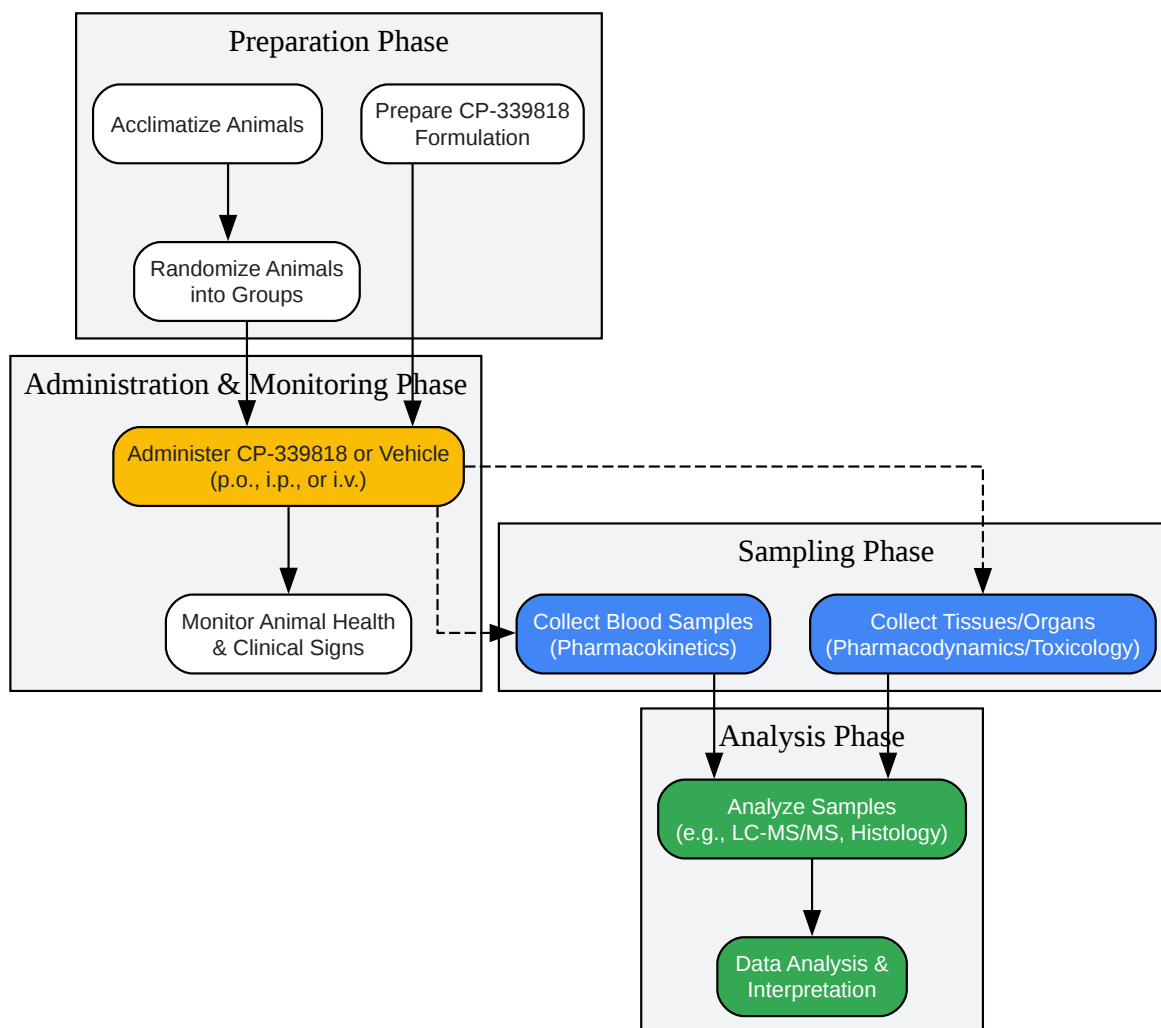 Preparation Phase
Acclimatize Animals
Prepare CP-339818
Formulation
Randomize Animals
into Groups
Administration & Monitoring Phase
Administer CP-339818 or Vehicle
(p.o., i.p., or i.v.)
Monitor Animal Health
& Clinical Signs
Sampling Phase
Collect Blood Samples
(Pharmacokinetics)
Collect Tissues/Organs
(Pharmacodynamics/Toxicology)
Analysis Phase
Analyze Samples
(e.g., LC-MS/MS, Histology)
Data Analysis &
Interpretation